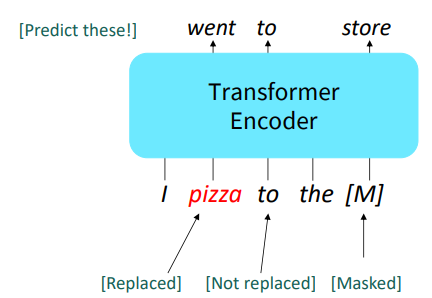 [Predict these!] went to store
Transformer
Encoder
I pizza to the [M]
[Replaced] [Not replaced] [Masked]